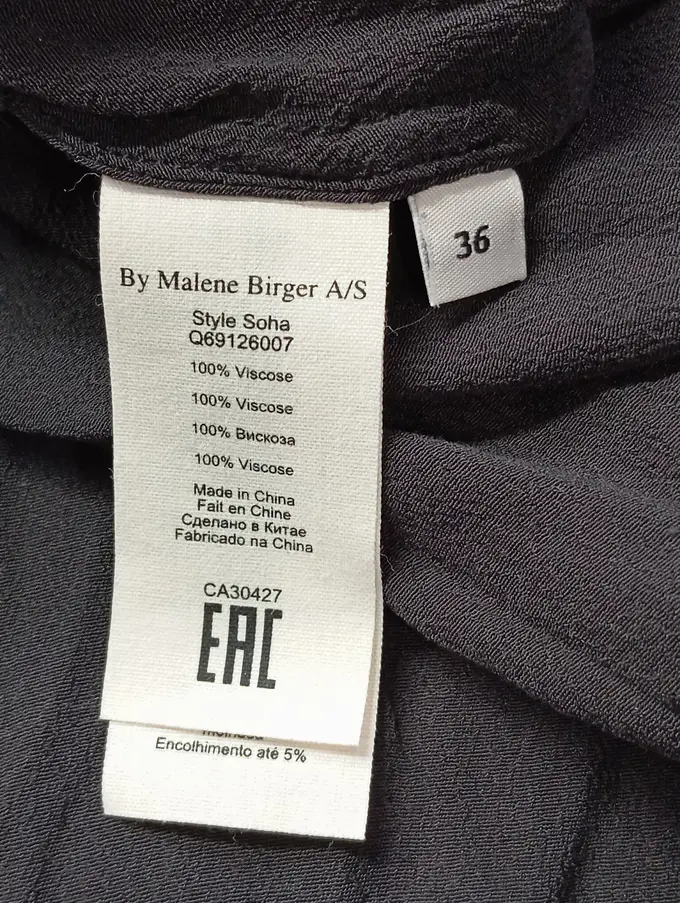 By Malene Birger A/S
36
Style Soha
Q69126007
100% Viscose
100% Viscose
100% Вискоза
100% Viscose
Made in China
Fait en Chine
Сделано в Китае
Fabricado na China
CA30427
EAC
Encolhimento até 5%